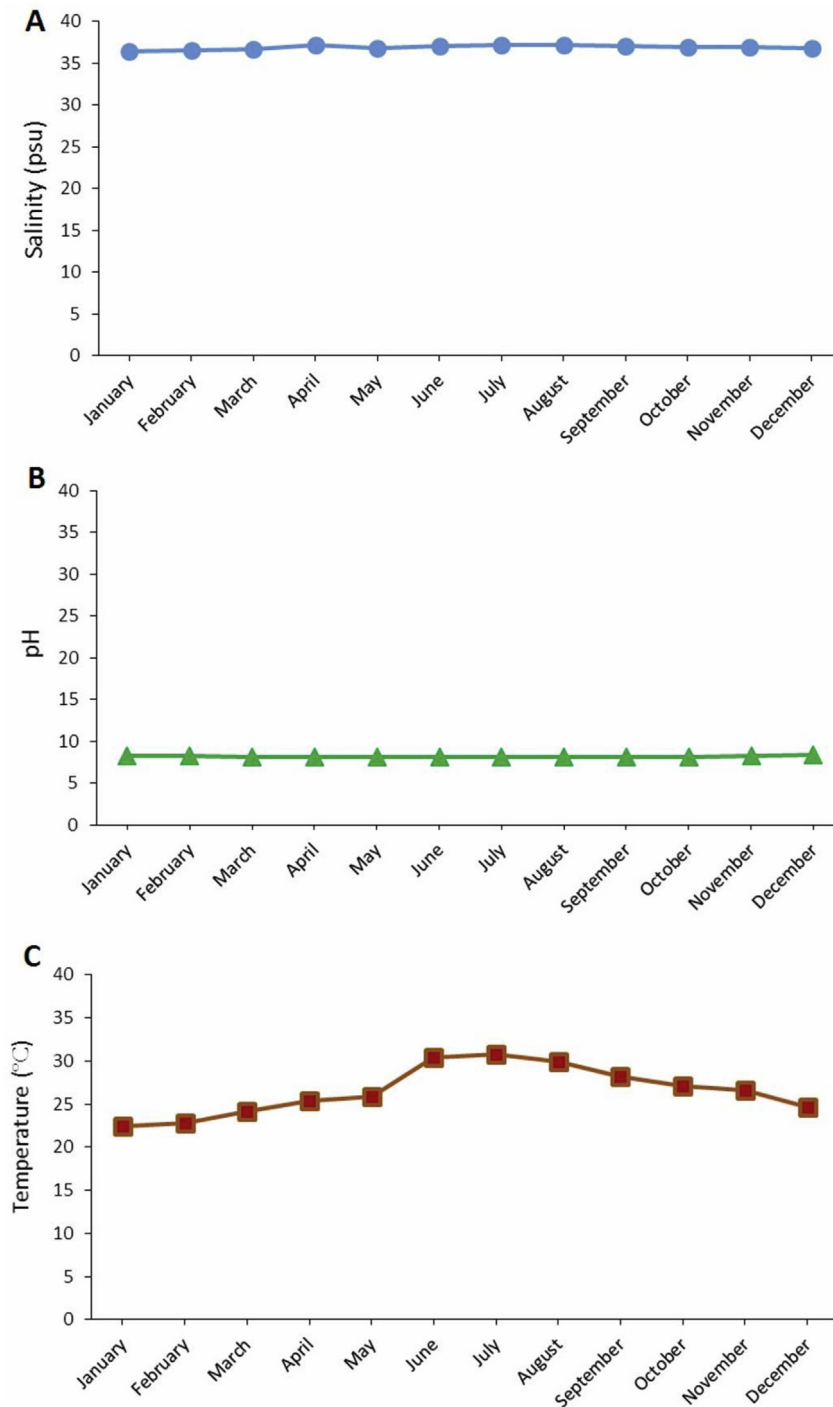 A
40
35
30
25
20
15
10
5
0
Salinity (psu)
January
February
March
April
May
June
July
August
September
October
November
December
B
40
35
30
25
20
15
10
5
0
pH
January
February
March
April
May
June
July
August
September
October
November
December
C
40
35
30
25
20
15
10
5
0
Temperature (°C)
January
February
March
April
May
June
July
August
September
October
November
December